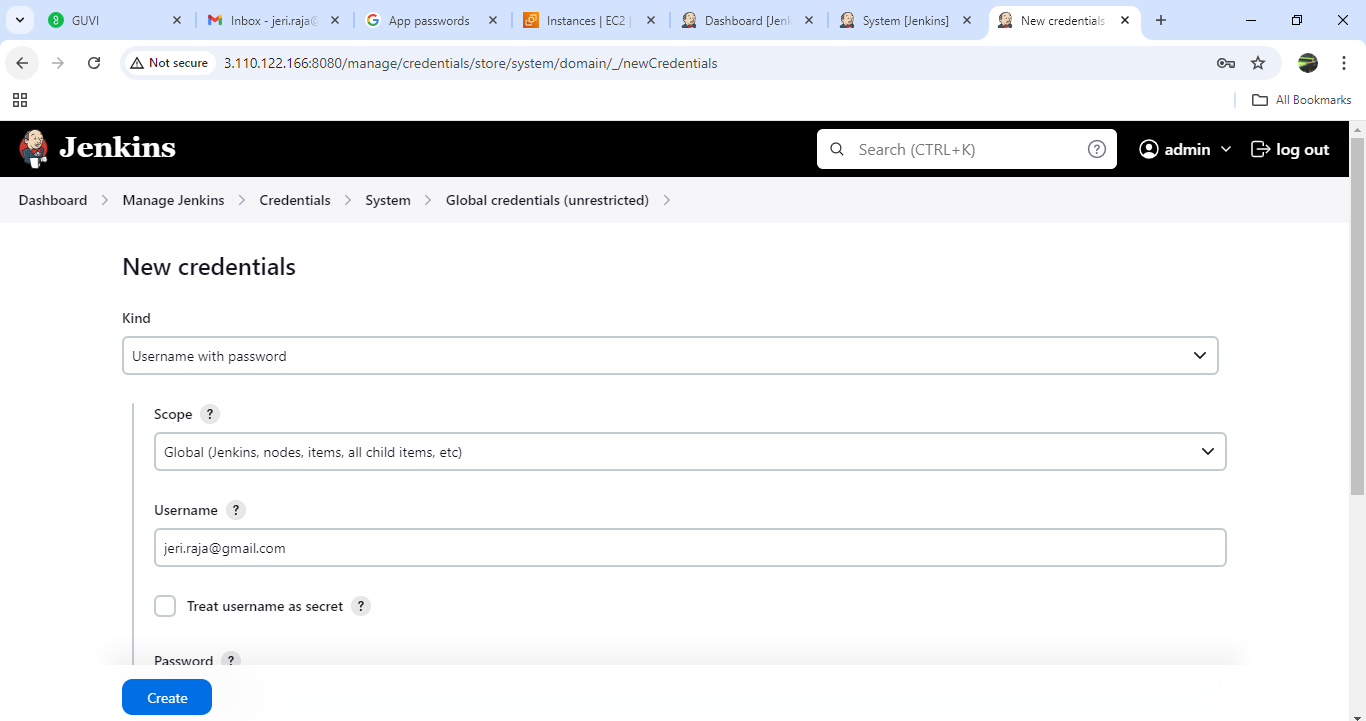 GUVI Inbox - jeri.raja@ App passwords Instances | EC2 | Dashboard [Jenk System [Jenkins] New credentials
Not secure 3.110.122.166:8080/manage/credentials/store/system/domain/_/newCredentials
All Bookmarks
Jenkins Search (CTRL+K) ? admin log out
Dashboard Manage Jenkins Credentials System Global credentials (unrestricted)
New credentials
Kind
Username with password
Scope ?
Global (Jenkins, nodes, items, all child items, etc)
Username ?
jeri.raja@gmail.com
Treat username as secret ?
Password ?
Create